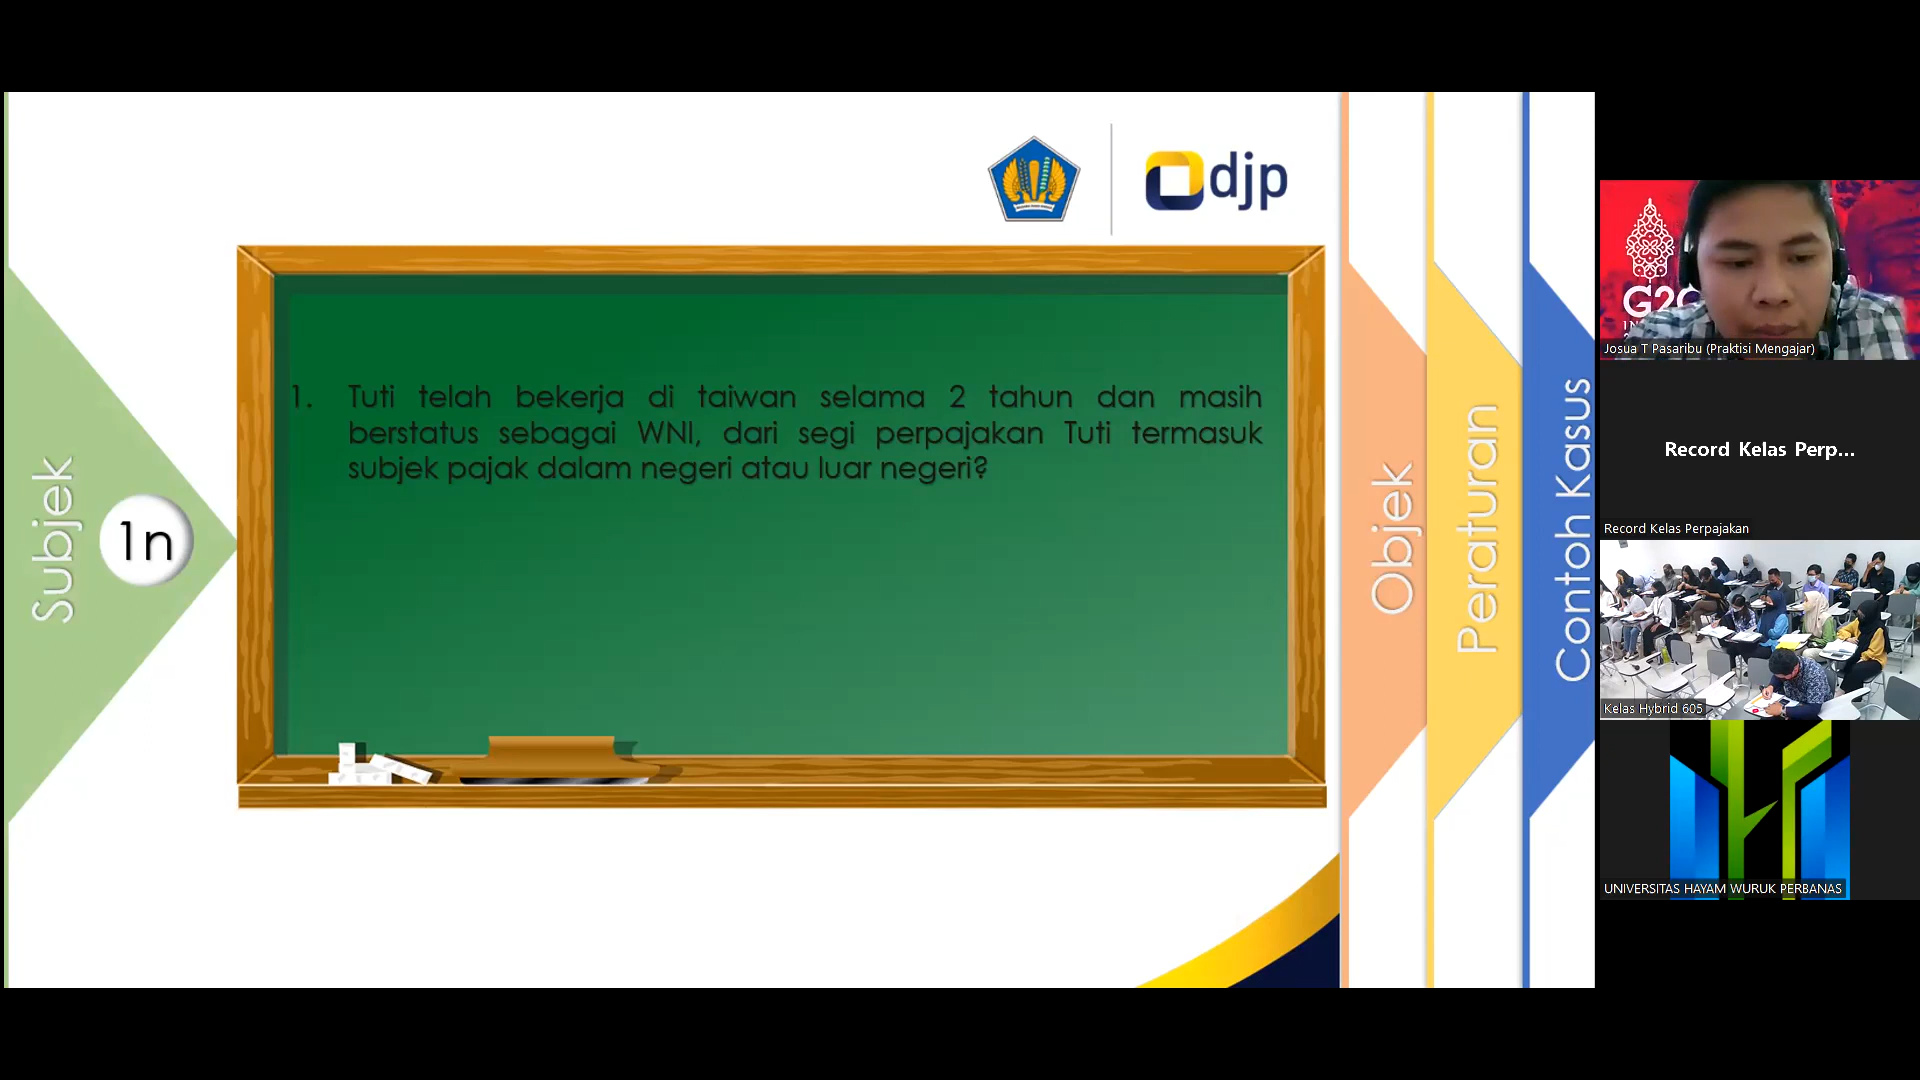 djp
1. Tuti telah bekerja di taiwan selama 2 tahun dan masih
berstatus sebagai WNI, dari segi perpajakan Tuti termasuk
subjek pajak dalam negeri atau luar negeri?
Subjek
1n
Objek
Peraturan
Contoh Kasus
Josua T Pasaribu (Praktisi Mengajar)
Record Kelas Perp...
Record Kelas Perpajakan
Kelas Hybrid 605
UNIVERSITAS HAYAM WURUK PERBANAS